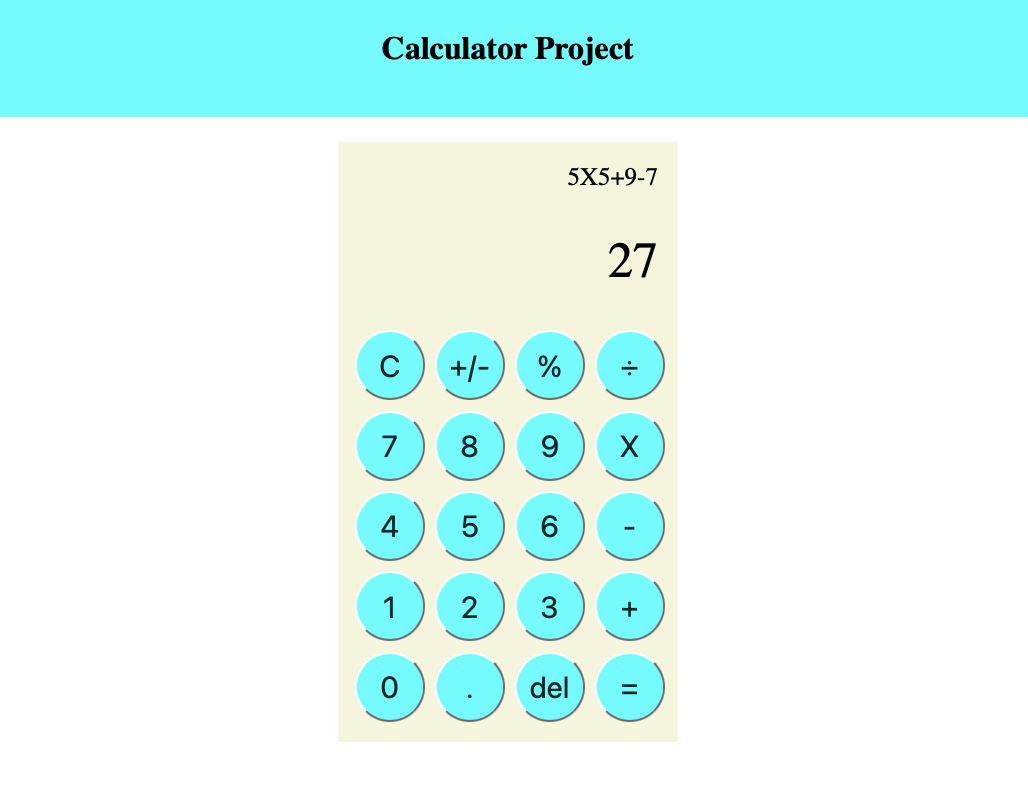 Calculator Project
5X5+9-7
27
C +/- % ÷
7 8 9 X
4 5 6 -
1 2 3 +
0 . del =